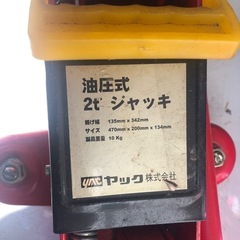 油圧式
2t ジャッキ
揚げ幅 135mm x 342mm
サイズ 470mm x 200mm x 134mm
製品重量 10 Kg
YAC ヤック株式会社